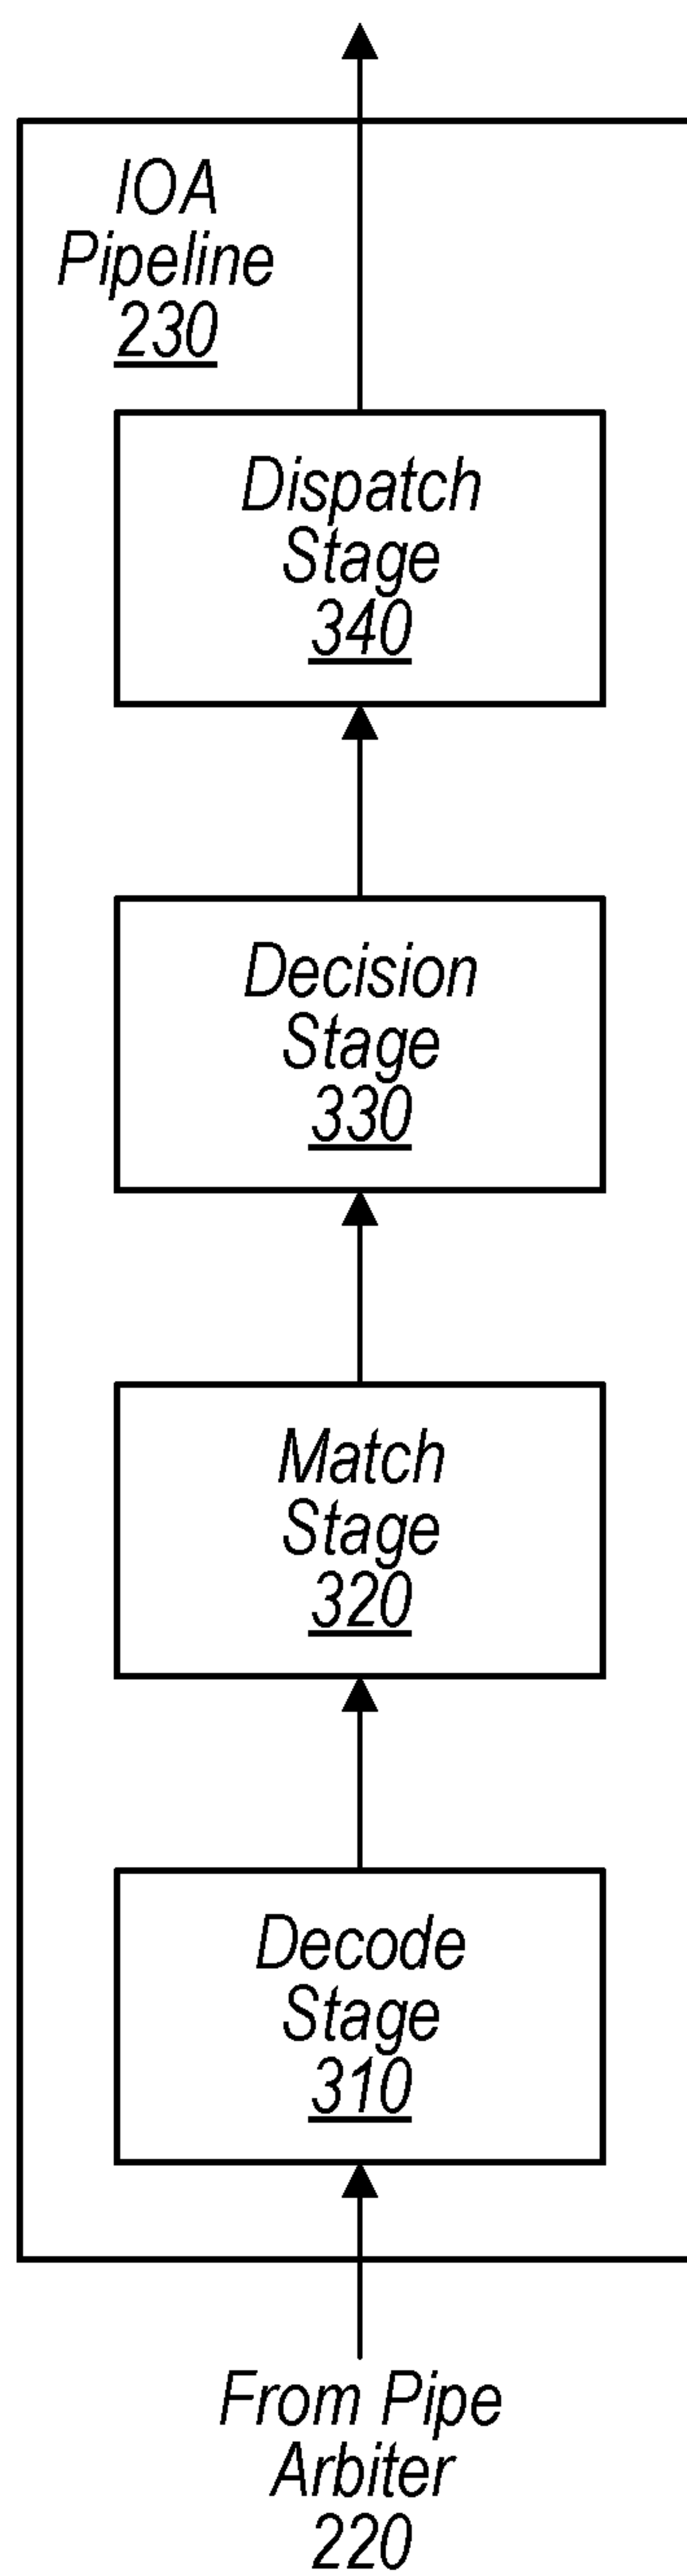 IOA
Pipeline
230
Dispatch
Stage
340
Decision
Stage
330
Match
Stage
320
Decode
Stage
310
From Pipe
Arbiter
220